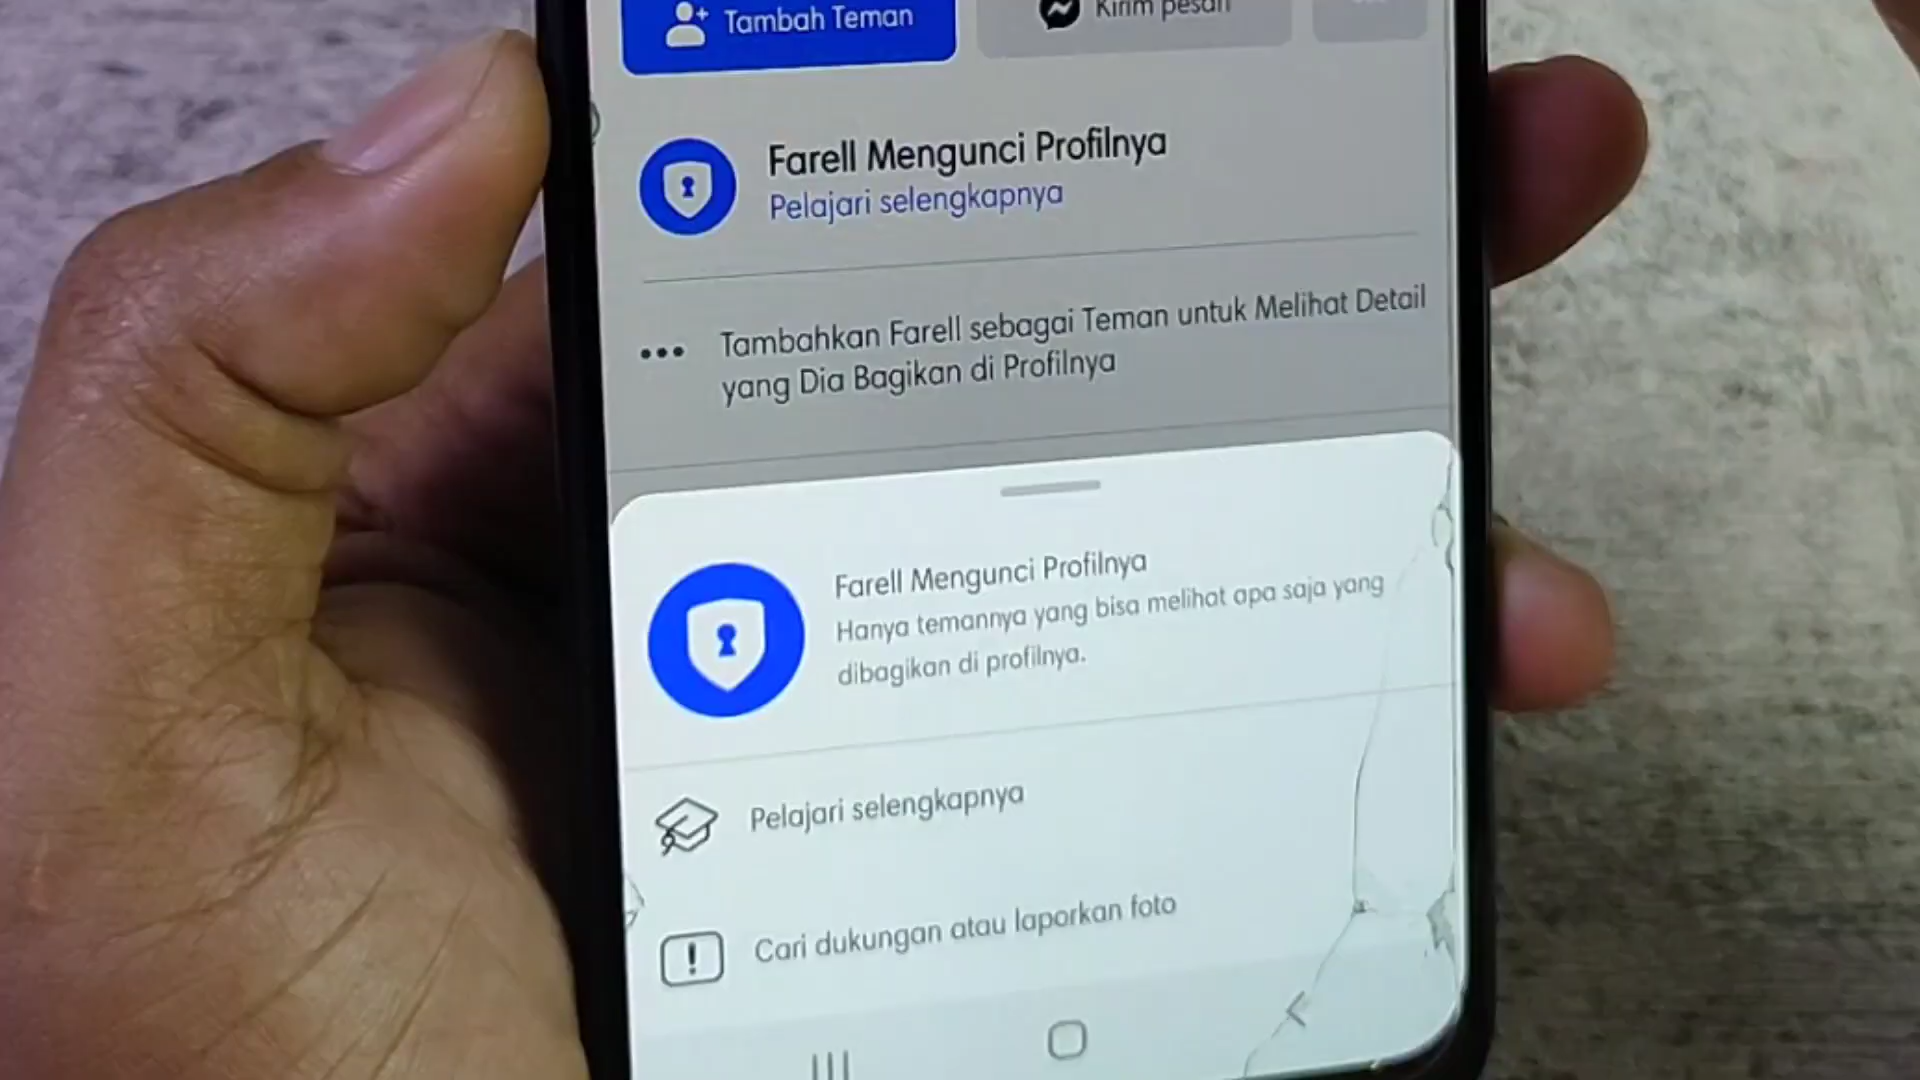 Tambah Teman
Kirim pesan
Farell Mengunci Profilnya
Pelajari selengkapnya
Tambahkan Farell sebagai Teman untuk Melihat Detail
yang Dia Bagikan di Profilnya
Farell Mengunci Profilnya
Hanya temannya yang bisa melihat apa saja yang
dibagikan di profilnya.
Pelajari selengkapnya
Cari dukungan atau laporkan foto